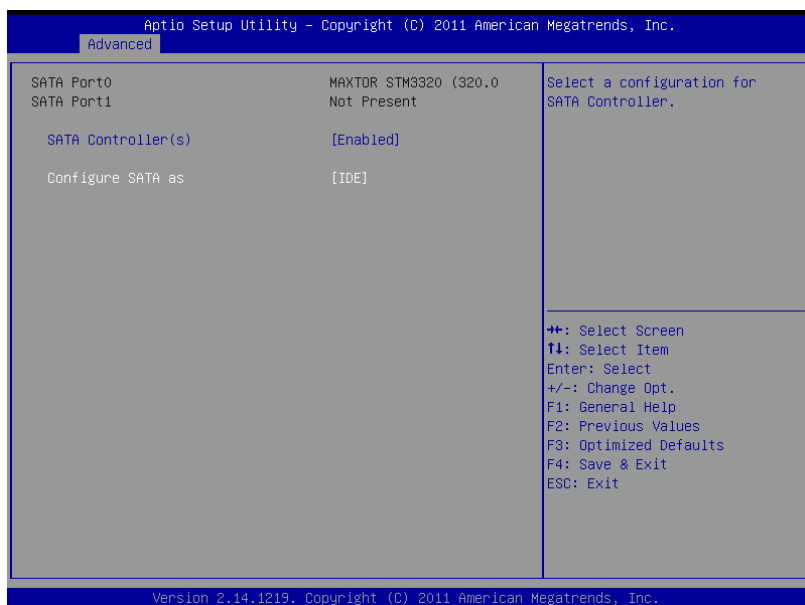 Aptio Setup Utility – Copyright (C) 2011 American Megatrends, Inc.
Advanced
SATA Port0 MAXTOR STM3320 (320.0
SATA Port1 Not Present
SATA Controller(s) [Enabled]
Configure SATA as [IDE]
Select a configuration for
SATA Controller.
→←: Select Screen
↑↓: Select Item
Enter: Select
+/-: Change Opt.
F1: General Help
F2: Previous Values
F3: Optimized Defaults
F4: Save & Exit
ESC: Exit
Version 2.14.1219. Copyright (C) 2011 American Megatrends, Inc.